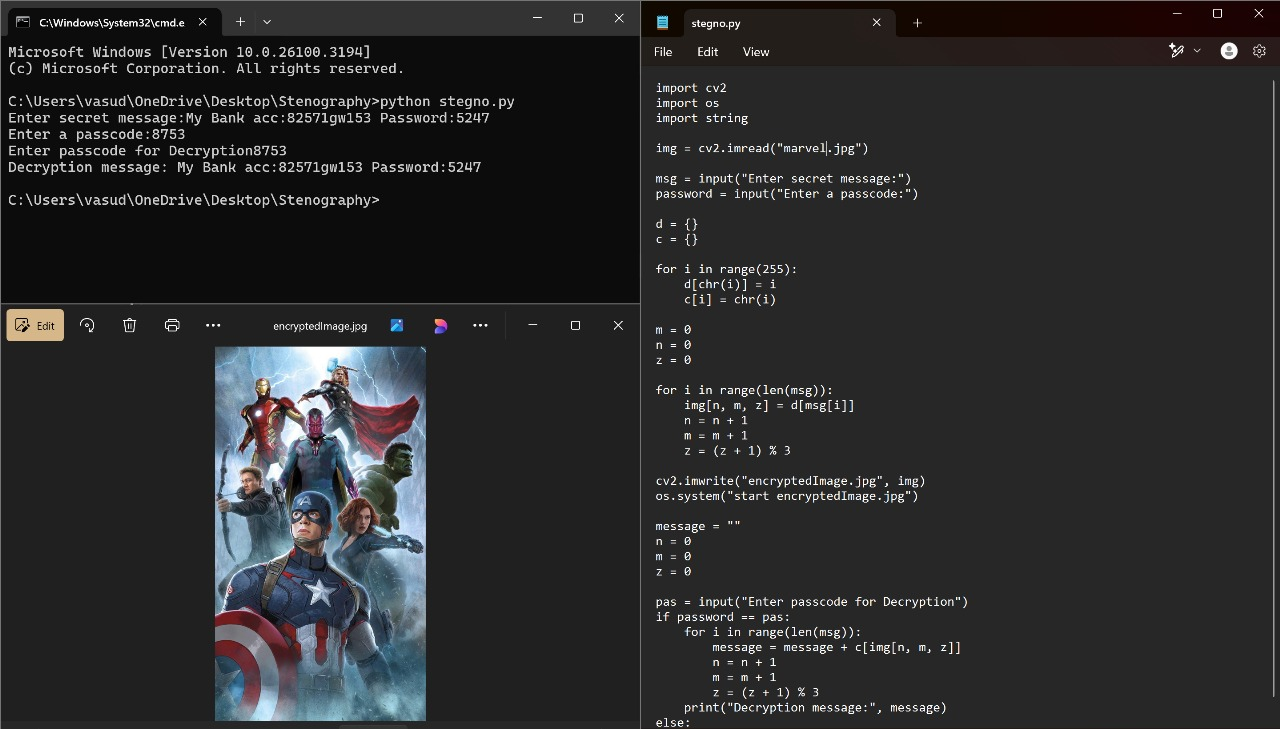 C:\Windows\System32\cmd.e
Microsoft Windows [Version 10.0.26100.3194]
(c) Microsoft Corporation. All rights reserved.
C:\Users\vasud\OneDrive\Desktop\Stenography>python stegno.py
Enter secret message:My Bank acc:82571gw153 Password:5247
Enter a passcode:8753
Enter passcode for Decryption8753
Decryption message: My Bank acc:82571gw153 Password:5247
C:\Users\vasud\OneDrive\Desktop\Stenography>
Edit
encryptedImage.jpg
A
stegno.py
File Edit View
import cv2
import os
import string
img = cv2.imread("marvel.jpg")
msg = input("Enter secret message:")
password = input("Enter a passcode:")
d = {}
c = {}
for i in range(255):
    d[chr(i)] = i
    c[i] = chr(i)
m = 0
n = 0
z = 0
for i in range(len(msg)):
    img[n, m, z] = d[msg[i]]
    n = n + 1
    m = m + 1
    z = (z + 1) % 3
cv2.imwrite("encryptedImage.jpg", img)
os.system("start encryptedImage.jpg")
message = ""
n = 0
m = 0
z = 0
pas = input("Enter passcode for Decryption")
if password == pas:
    for i in range(len(msg)):
        message = message + c[img[n, m, z]]
        n = n + 1
        m = m + 1
        z = (z + 1) % 3
    print("Decryption message:", message)
else: